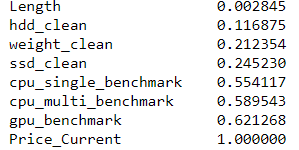 Length 0.002845
hdd_clean 0.116875
weight_clean 0.212354
ssd_clean 0.245230
cpu_single_benchmark 0.554117
cpu_multi_benchmark 0.589543
gpu_benchmark 0.621268
Price_Current 1.000000